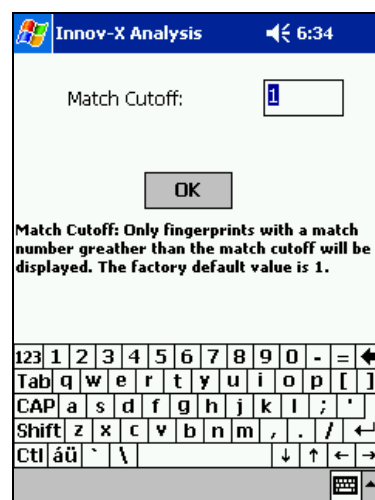 Innov-X Analysis 6:34
Match Cutoff: 1
OK
Match Cutoff: Only fingerprints with a match
number greather than the match cutoff will be
displayed. The factory default value is 1.
123 1 2 3 4 5 6 7 8 9 0 - =
Tab q w e r t y u i o p [ ]
CAP a s d f g h j k l ; '
Shift z x c v b n m , . /
Ctl áü ` \ ↓ ↑ ← →